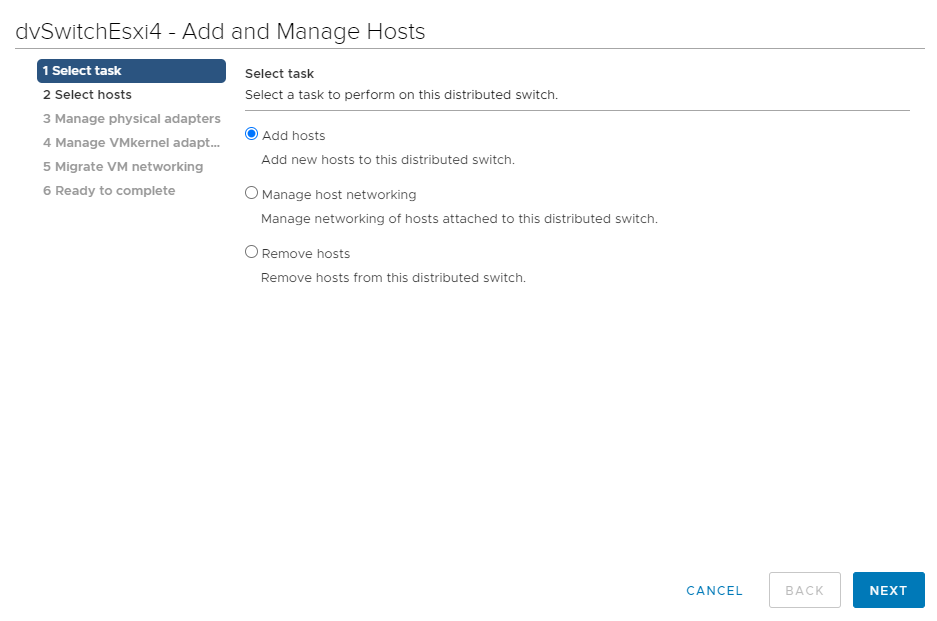 dvSwitchEsxi4 - Add and Manage Hosts
1 Select task
2 Select hosts
3 Manage physical adapters
4 Manage VMkernel adapt...
5 Migrate VM networking
6 Ready to complete
Select task
Select a task to perform on this distributed switch.
Add hosts
Add new hosts to this distributed switch.
Manage host networking
Manage networking of hosts attached to this distributed switch.
Remove hosts
Remove hosts from this distributed switch.
CANCEL
BACK
NEXT